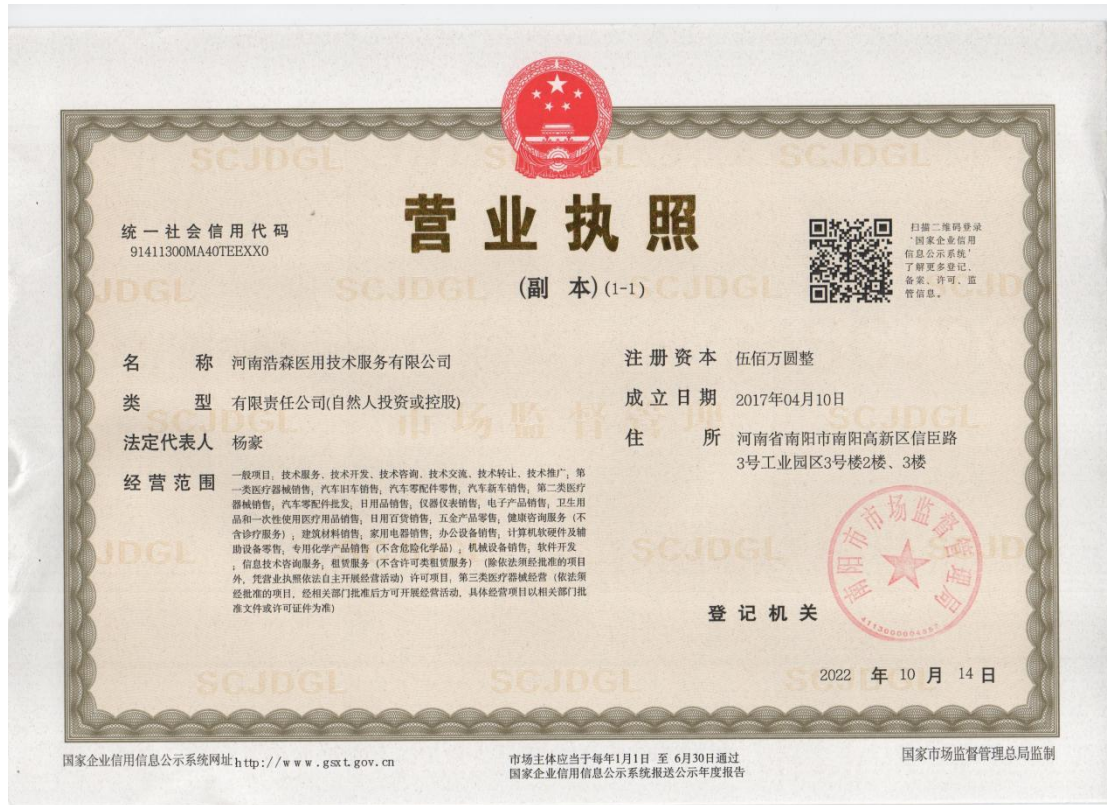 营业执照
(副 本)(1-1)
统一社会信用代码
91411300MA40TEEXX0
扫描二维码登录
‘国家企业信用
信息公示系统’
了解更多登记、
备案、许可、监
管信息。
名 称 河南浩森医用技术服务有限公司
类 型 有限责任公司(自然人投资或控股)
法定代表人 杨豪
经营范围 一般项目，技术服务、技术开发、技术咨询、技术交流、技术转让、技术推广，第
一类医疗器械销售，汽车旧车销售，汽车零配件零售，汽车新车销售，第二类医疗
器械销售，汽车零配件批发，日用品销售，仪器仪表销售，电子产品销售，卫生用
品和一次性使用医疗用品销售，日用百货销售，五金产品零售，健康咨询服务（不
含诊疗服务），建筑材料销售，家用电器销售，办公设备销售，计算机软硬件及辅
助设备零售，专用化学产品销售（不含危险化学品），机械设备销售，软件开发
，信息技术咨询服务，租赁服务（不含许可类租赁服务）（除依法须经批准的项目
外，凭营业执照依法自主开展经营活动）许可项目，第三类医疗器械经营（依法须
经批准的项目，经相关部门批准后方可开展经营活动，具体经营项目以相关部门批
准文件或许可证件为准）
注册资本 伍佰万圆整
成立日期 2017年04月10日
住 所 河南省南阳市南阳高新区信臣路
3号工业园区3号楼2楼、3楼
登记机关
南阳市市场监督管理局
2022 年 10 月 14 日
国家企业信用信息公示系统网址http://www.gsxt.gov.cn
市场主体应当于每年1月1日 至 6月30日通过
国家企业信用信息公示系统报送公示年度报告
国家市场监督管理总局监制
SCJDGL
市场监督管理